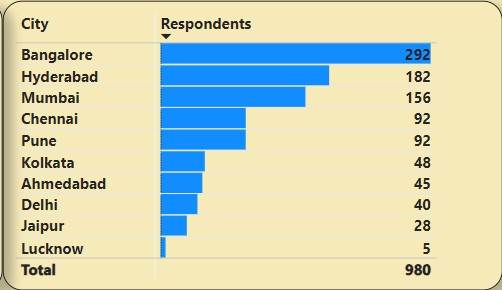 City Respondents
Bangalore 292
Hyderabad 182
Mumbai 156
Chennai 92
Pune 92
Kolkata 48
Ahmedabad 45
Delhi 40
Jaipur 28
Lucknow 5
Total 980